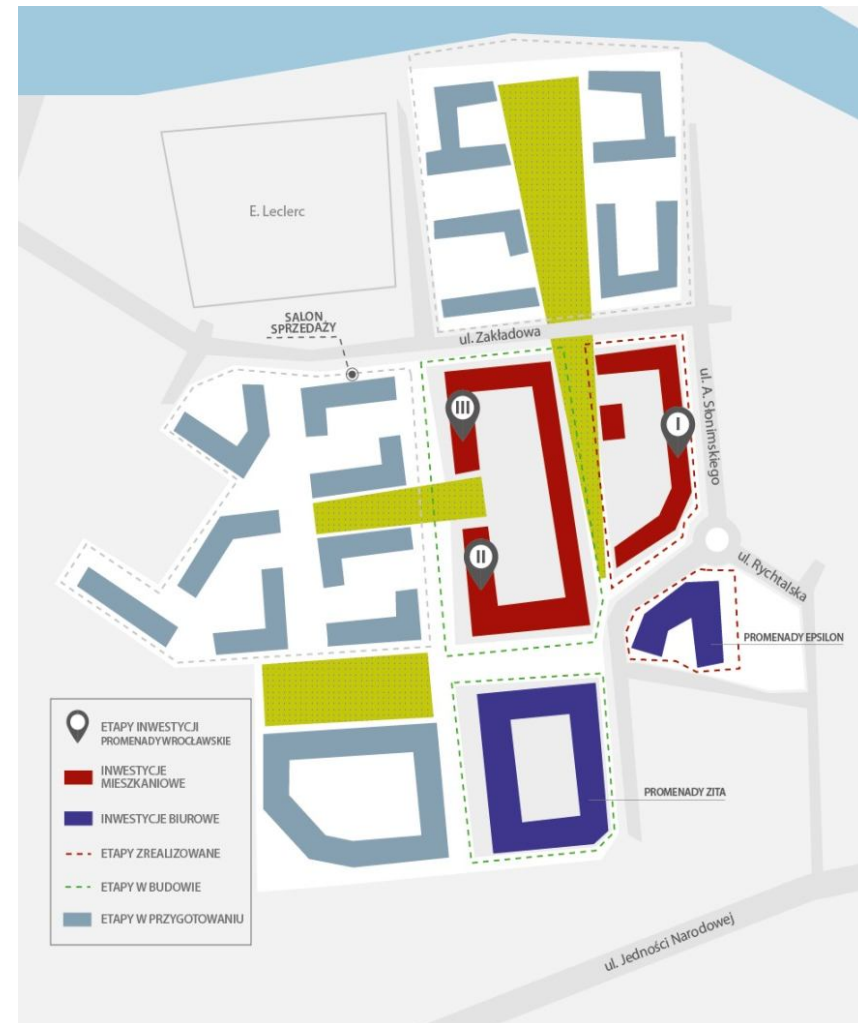 E. Leclerc
SALON
SPRZEDAŻY
ul. Zakładowa
III
I
ul. A. Słonimskiego
II
ul. Rychtalska
PROMENADY EPSILON
PROMENADY ZITA
ETAPY INWESTYCJI
PROMENADY WROCŁAWSKIE
INWESTYCJE
MIESZKANIOWE
INWESTYCJE BIUROWE
ETAPY ZREALIZOWANE
ETAPY W BUDOWIE
ETAPY W PRZYGOTOWANIU
ul. Jedności Narodowej